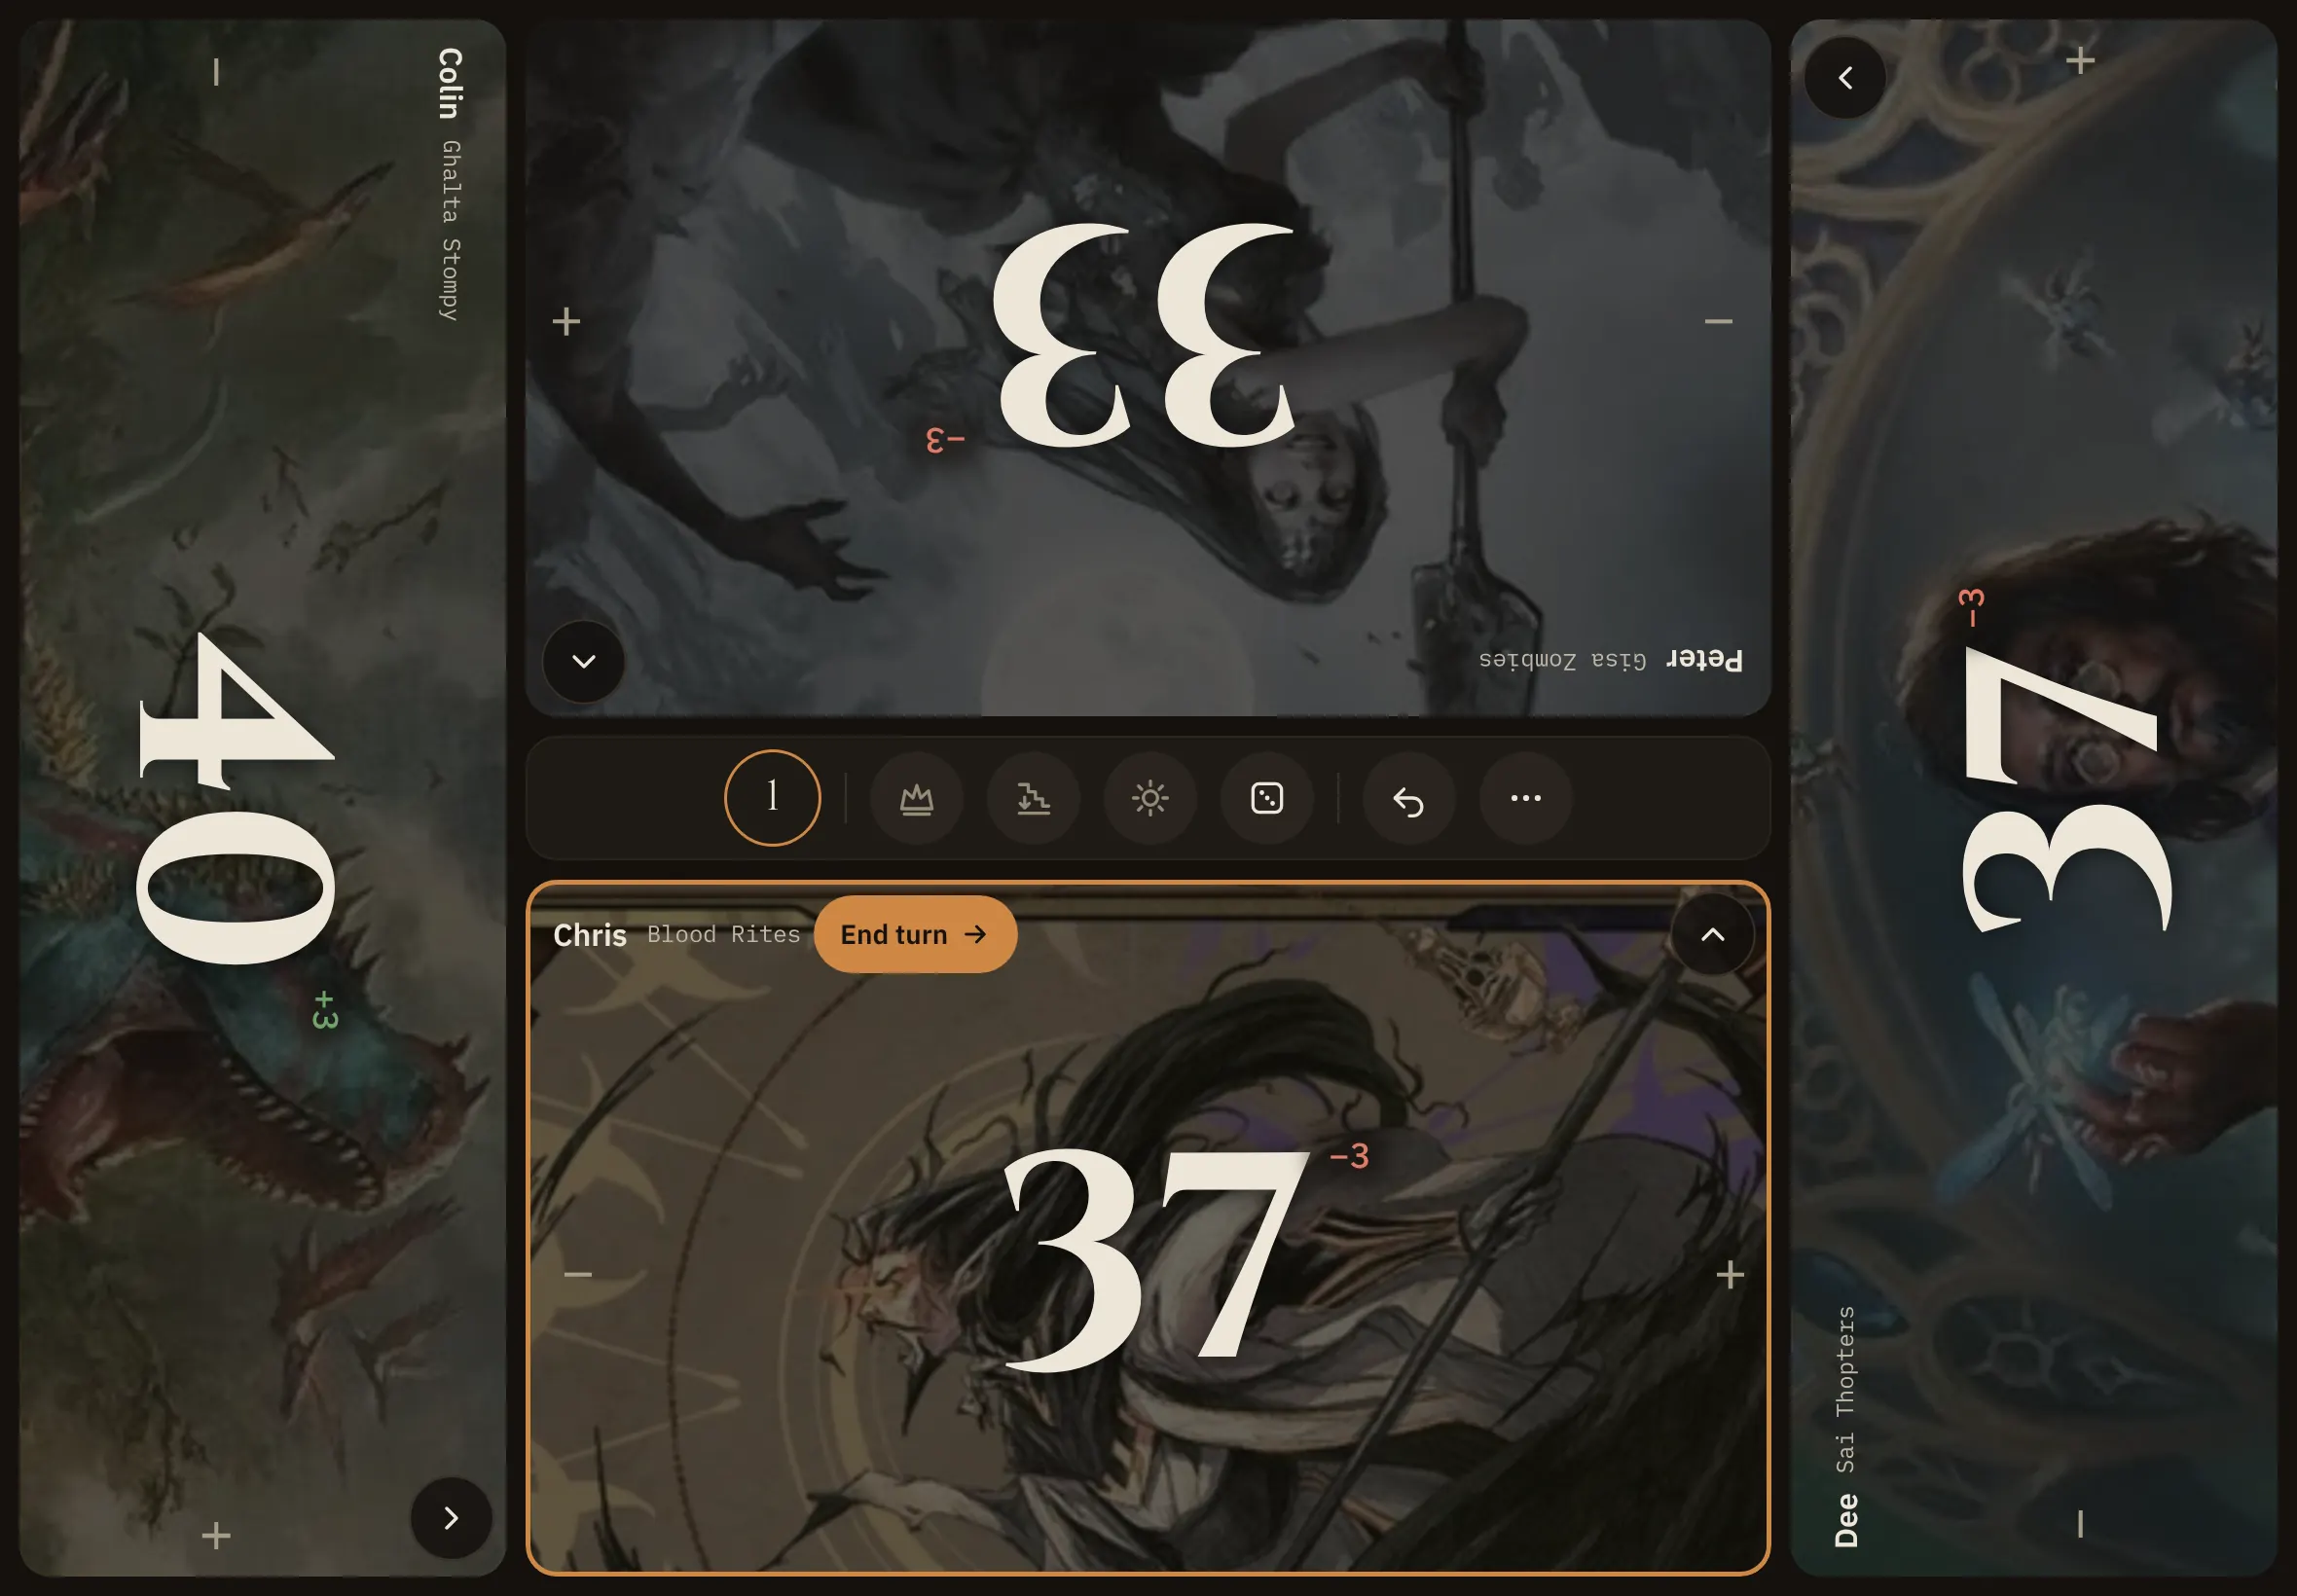 Colin Ghalta Stompy
40
+3
Peter Gisa Zombies
33
−3
1
Chris Blood Rites End turn →
37
−3
Dee Sai Thopters
37
−3